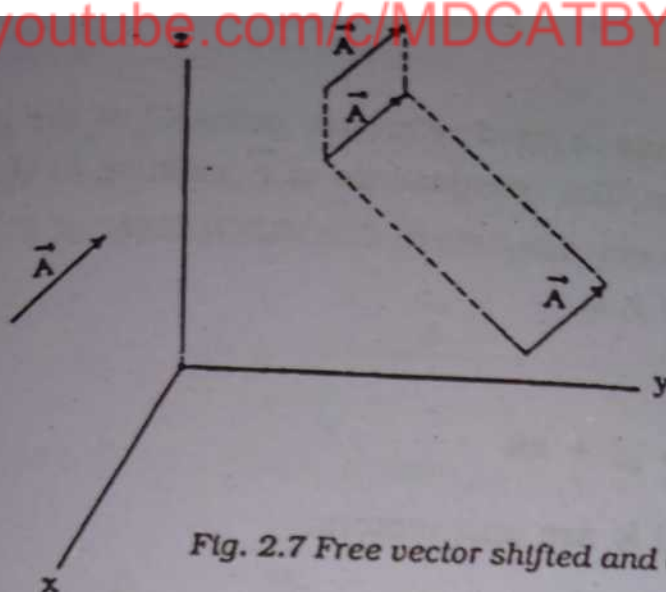 youtube.com/c/MDCATBY
z
A
A
A
A
y
Fig. 2.7 Free vector shifted and
x